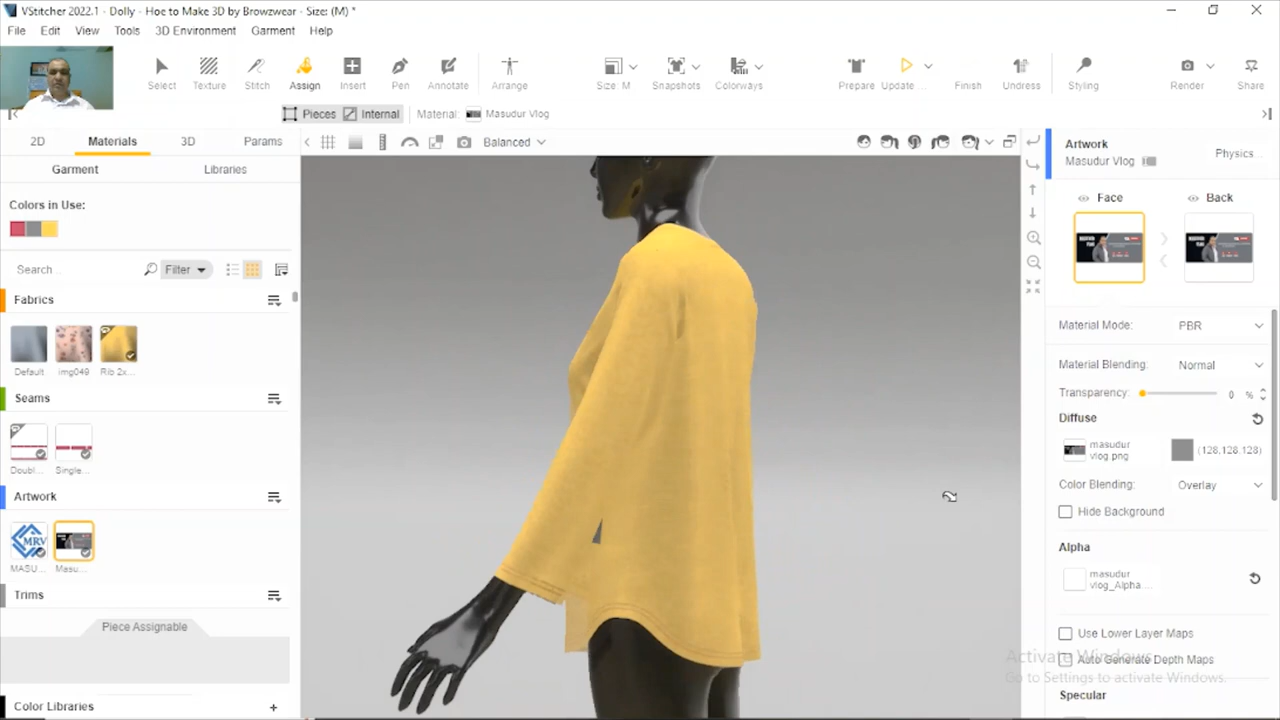 VStitcher 2022.1 - Dolly - Hoe to Make 3D by Browzwear - Size: (M) *
File Edit View Tools 3D Environment Garment Help
Select Texture Stitch Assign Insert Pen Annotate Arrange Size: M Snapshots Colorways Prepare Update ... Finish Undress Styling Render Share
Pieces Internal Material: Masudur Vlog
2D Materials 3D Params
Balanced
Garment Libraries
Colors in Use:
Search... Filter
Fabrics
Default img049 Rib 2x...
Seams
Doubl... Single...
Artwork
MRV
MASU... Masu...
Trims
Piece Assignable
Color Libraries +
Artwork
Masudur Vlog Physics...
Face Back
Material Mode: PBR
Material Blending: Normal
Transparency: 0 %
Diffuse
masudur
vlog.png (128,128,128)
Color Blending: Overlay
Hide Background
Alpha
masudur
vlog_Alpha...
Use Lower Layer Maps
Auto Generate Depth Maps
Activate Windows
Go to Settings to activate Windows.
Specular